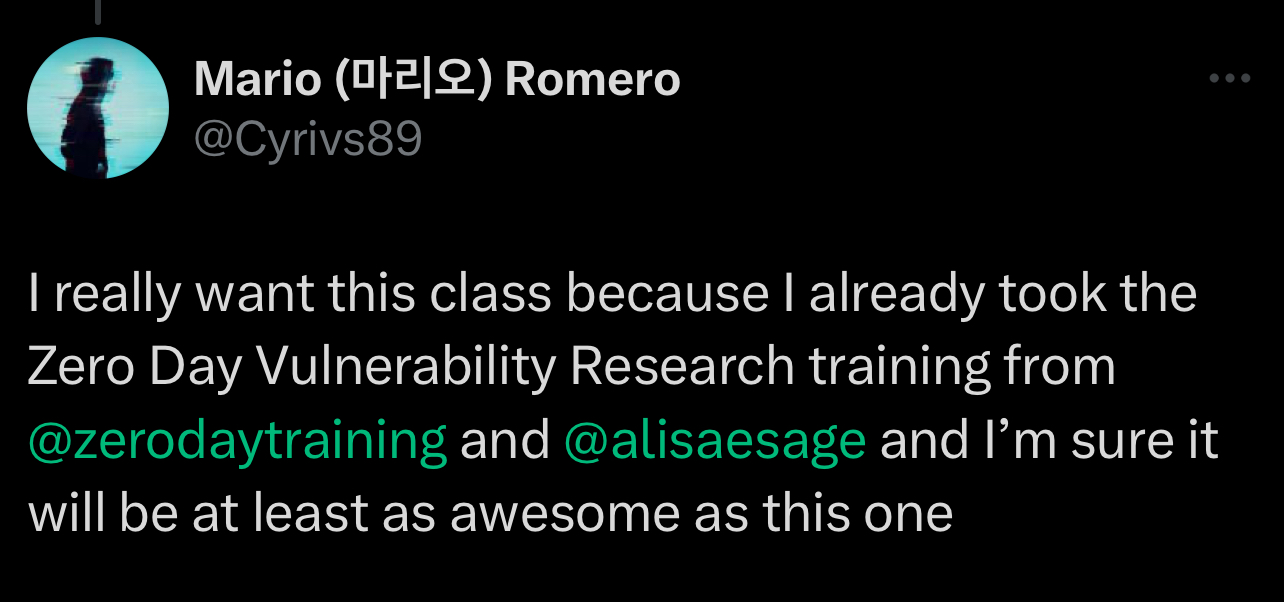 Mario (마리오) Romero
@Cyrivs89
I really want this class because I already took the
Zero Day Vulnerability Research training from
@zerodaytraining and @alisaesage and I’m sure it
will be at least as awesome as this one